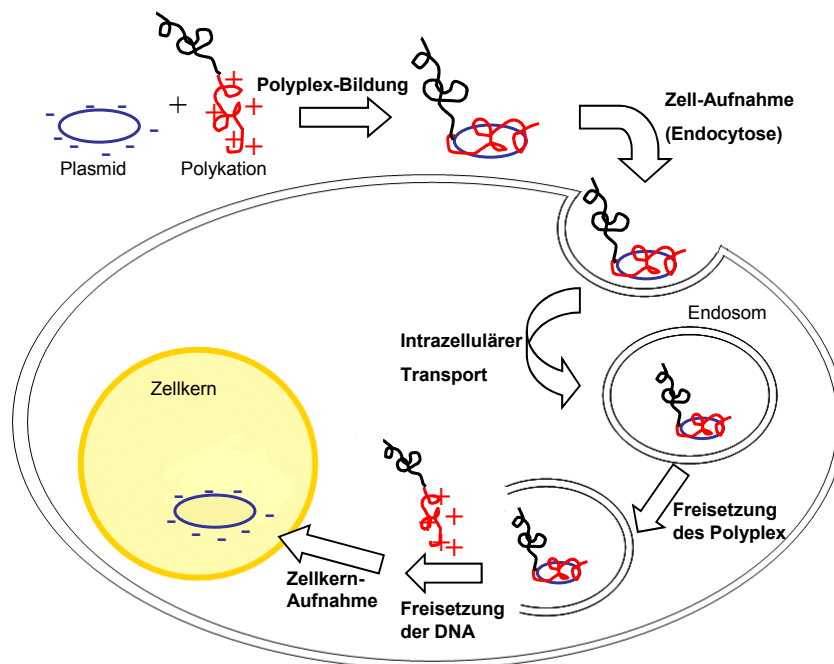 Polyplex-Bildung
Zell-Aufnahme
(Endocytose)
+
Plasmid
Polykation
Endosom
Intrazellulärer
Transport
Zellkern
Freisetzung
des Polyplex
Zellkern-
Aufnahme
Freisetzung
der DNA